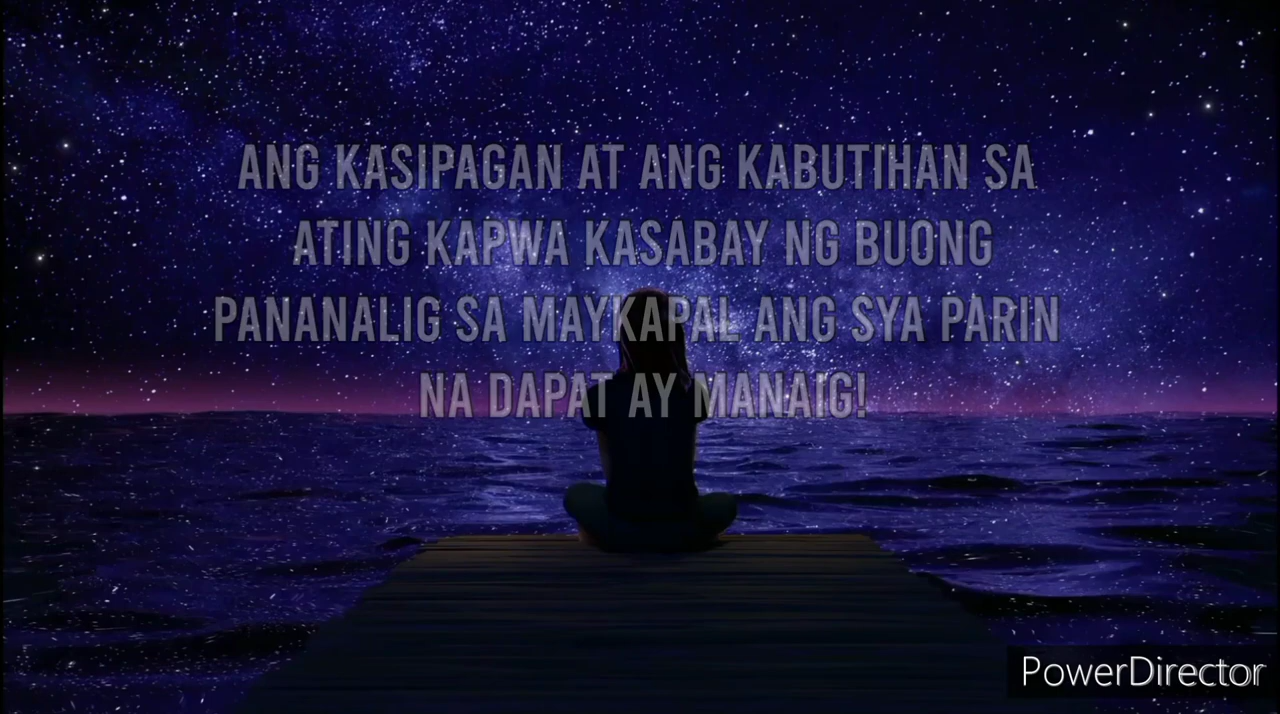 ANG KASIPAGAN AT ANG KABUTIHAN SA
ATING KAPWA KASABAY NG BUONG
PANANALIG SA MAYKAPAL ANG SYA PARIN
NA DAPAT AY MANAIG!
PowerDirector